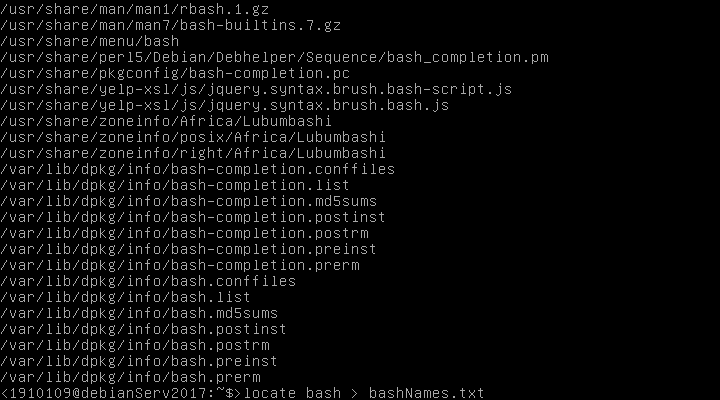 /usr/share/man/man1/rbash.1.gz
/usr/share/man/man7/bash-builtins.7.gz
/usr/share/menu/bash
/usr/share/perl5/Debian/Debhelper/Sequence/bash_completion.pm
/usr/share/pkgconfig/bash-completion.pc
/usr/share/yelp-xsl/js/jquery.syntax.brush.bash-script.js
/usr/share/yelp-xsl/js/jquery.syntax.brush.bash.js
/usr/share/zoneinfo/Africa/Lubumbashi
/usr/share/zoneinfo/posix/Africa/Lubumbashi
/usr/share/zoneinfo/right/Africa/Lubumbashi
/var/lib/dpkg/info/bash-completion.conffiles
/var/lib/dpkg/info/bash-completion.list
/var/lib/dpkg/info/bash-completion.md5sums
/var/lib/dpkg/info/bash-completion.postinst
/var/lib/dpkg/info/bash-completion.postrm
/var/lib/dpkg/info/bash-completion.preinst
/var/lib/dpkg/info/bash-completion.prerm
/var/lib/dpkg/info/bash.conffiles
/var/lib/dpkg/info/bash.list
/var/lib/dpkg/info/bash.md5sums
/var/lib/dpkg/info/bash.postinst
/var/lib/dpkg/info/bash.postrm
/var/lib/dpkg/info/bash.preinst
/var/lib/dpkg/info/bash.prerm
<1910109@debianServ2017:~$>locate bash > bashNames.txt